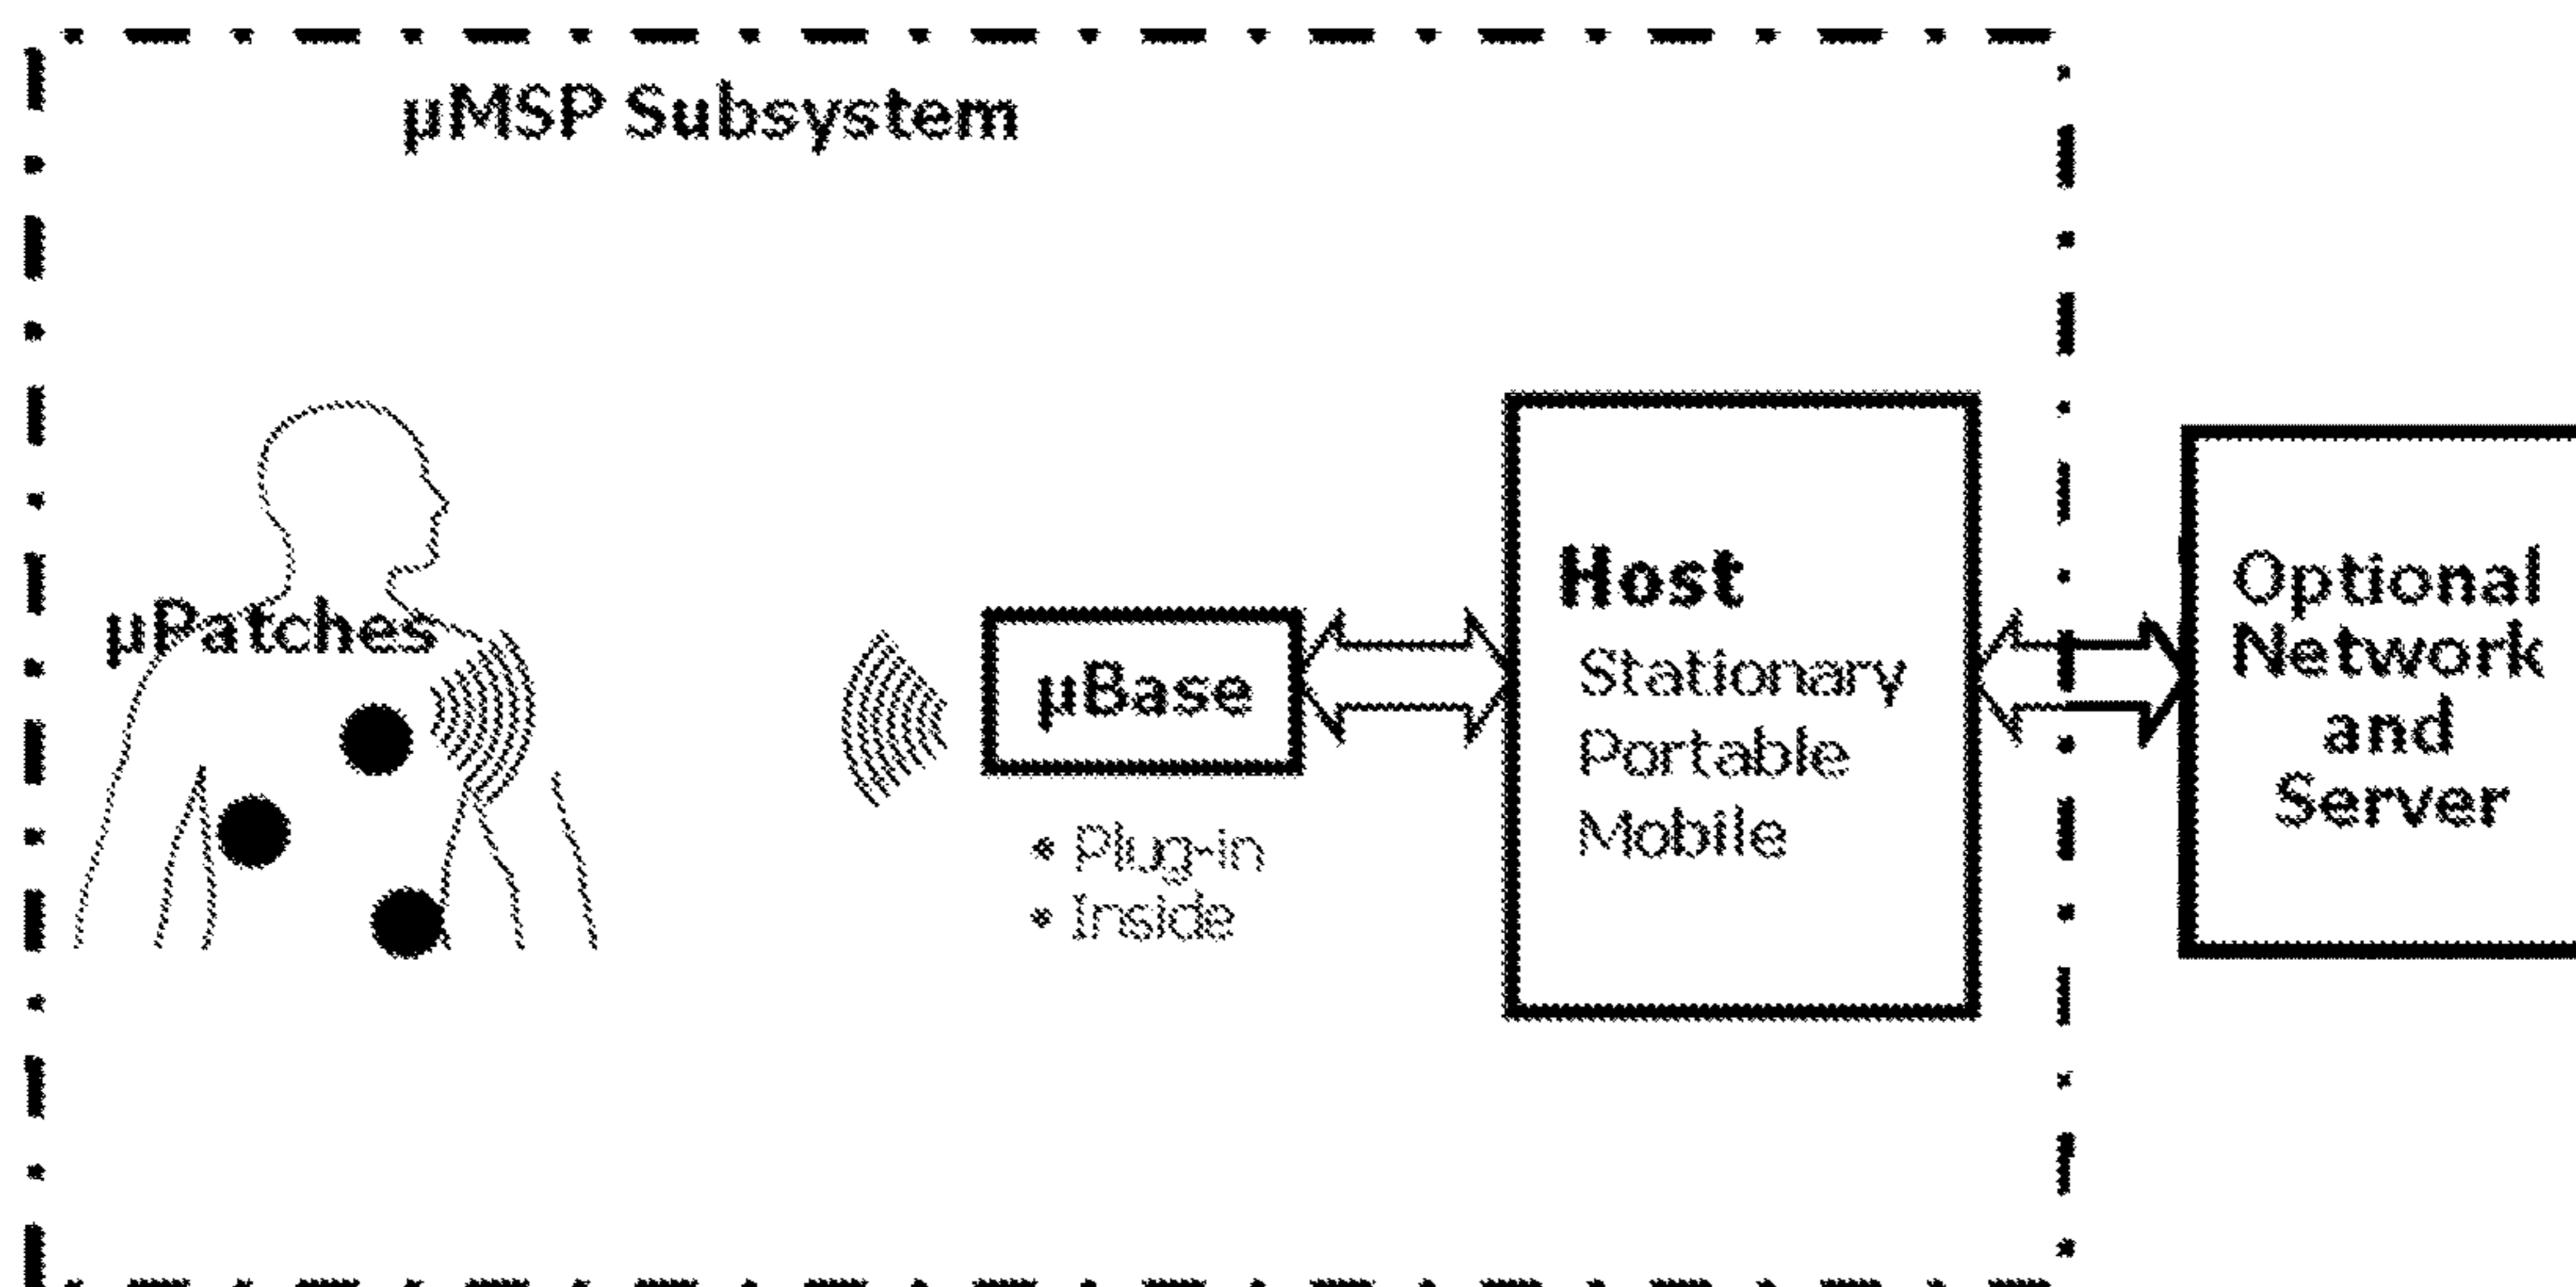 µMSP Subsystem
µPatches
µBase
• Plug-in
• Inside
Host
Stationary
Portable
Mobile
Optional
Network
and
Server